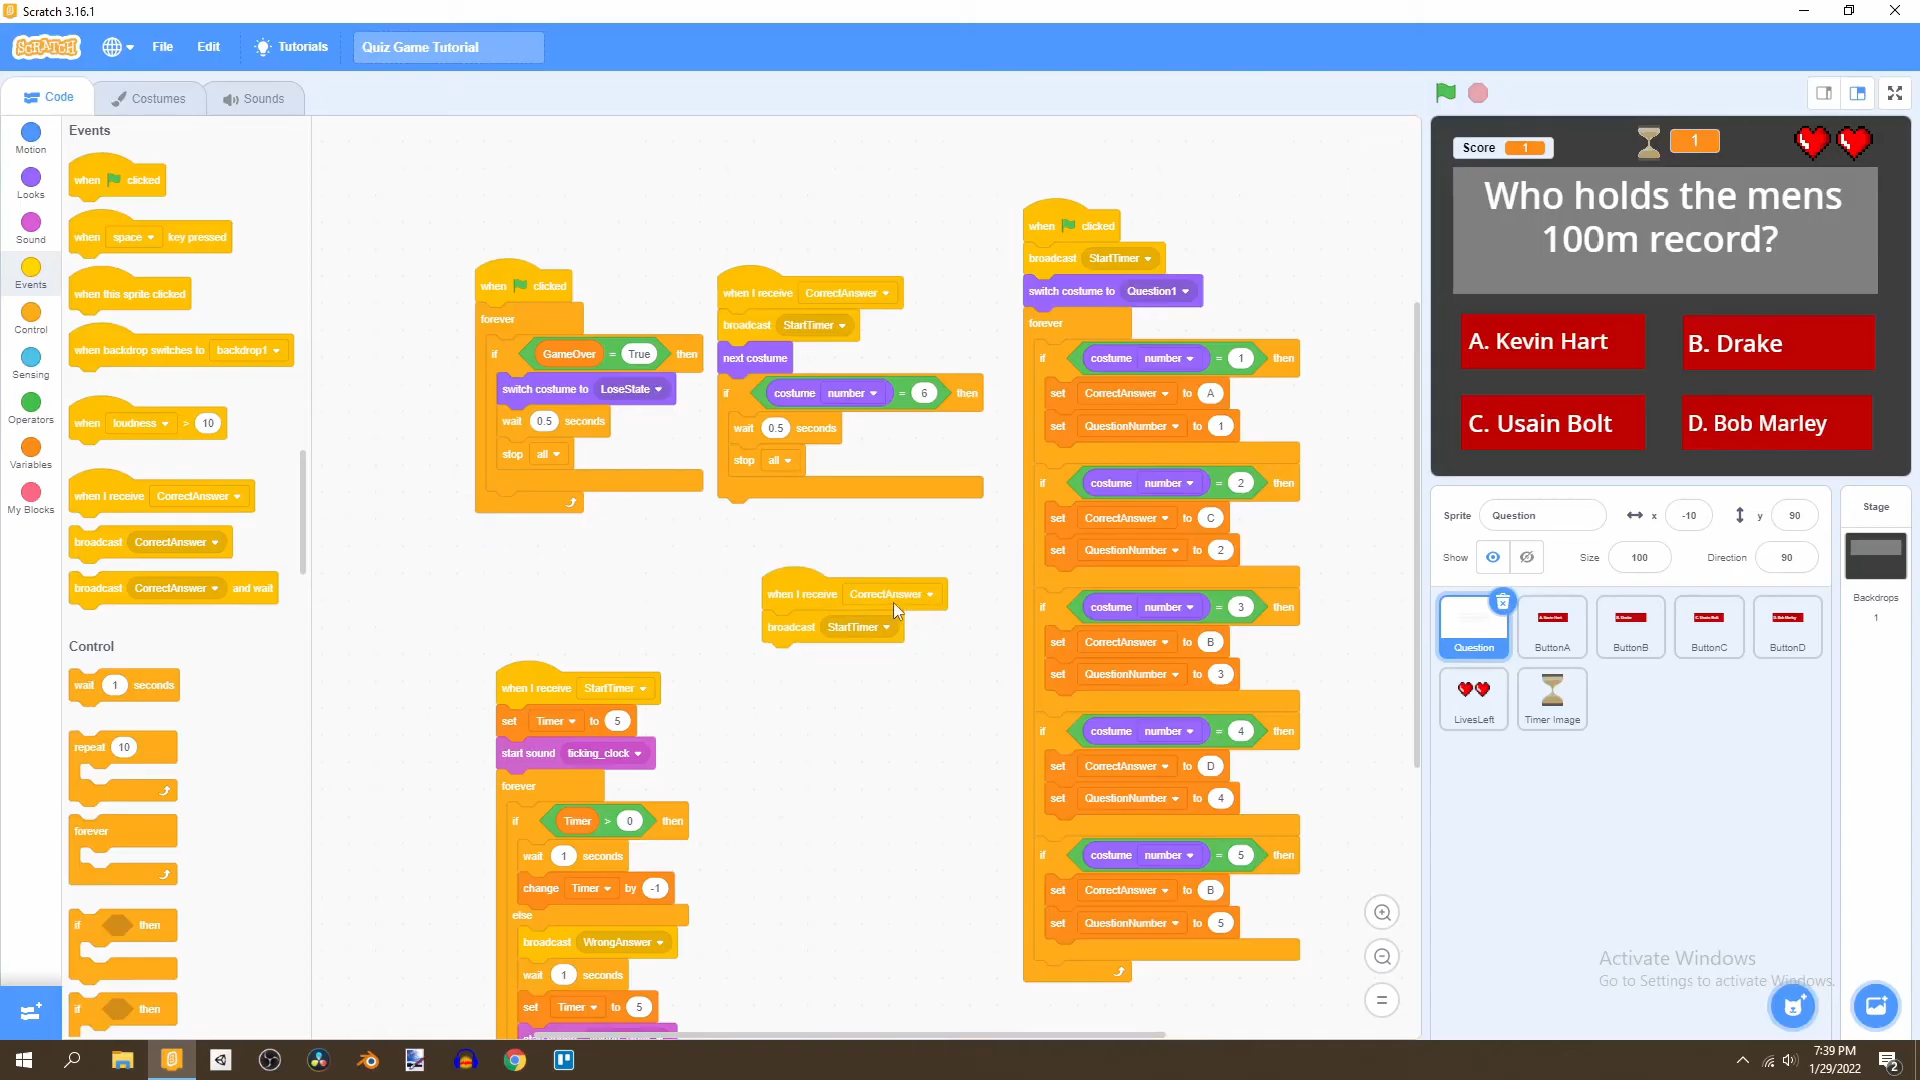 Scratch 3.16.1
SCRATCH
File
Edit
Tutorials
Quiz Game Tutorial
Code
Costumes
Sounds
Motion
Looks
Sound
Events
Control
Sensing
Operators
Variables
My Blocks
Events
when clicked
when space key pressed
when this sprite clicked
when backdrop switches to backdrop1
when loudness > 10
when I receive CorrectAnswer
broadcast CorrectAnswer
broadcast CorrectAnswer and wait
Control
wait 1 seconds
repeat 10
forever
if then
if then
when clicked
forever
if GameOver = True then
switch costume to LoseState
wait 0.5 seconds
stop all
when I receive CorrectAnswer
broadcast StartTimer
next costume
if costume number = 6 then
wait 0.5 seconds
stop all
when I receive CorrectAnswer
broadcast StartTimer
when I receive StartTimer
set Timer to 5
start sound ticking_clock
forever
if Timer > 0 then
wait 1 seconds
change Timer by -1
else
broadcast WrongAnswer
wait 1 seconds
set Timer to 5
when clicked
broadcast StartTimer
switch costume to Question1
forever
if costume number = 1 then
set CorrectAnswer to A
set QuestionNumber to 1
if costume number = 2 then
set CorrectAnswer to C
set QuestionNumber to 2
if costume number = 3 then
set CorrectAnswer to B
set QuestionNumber to 3
if costume number = 4 then
set CorrectAnswer to D
set QuestionNumber to 4
if costume number = 5 then
set CorrectAnswer to B
set QuestionNumber to 5
Score 1
1
Who holds the mens
100m record?
A. Kevin Hart
B. Drake
C. Usain Bolt
D. Bob Marley
Sprite Question x -10 y 90
Show Size 100 Direction 90
Stage
Backdrops
1
Question
ButtonA
ButtonB
ButtonC
ButtonD
LivesLeft
Timer Image
Activate Windows
Go to Settings to activate Windows.
7:39 PM
1/29/2022
2